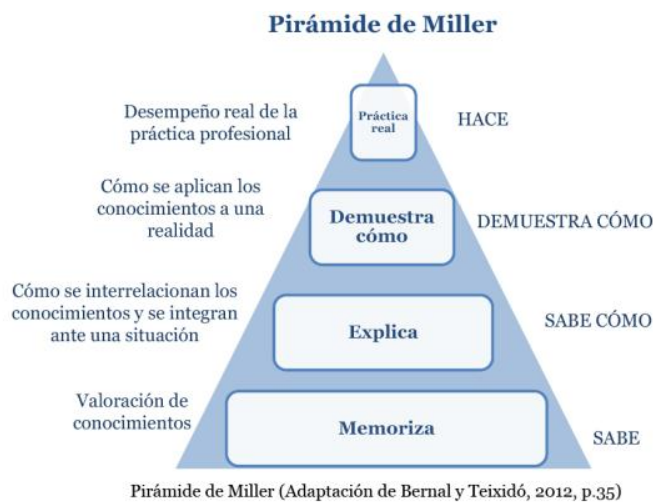 Pirámide de Miller
Desempeño real de la
práctica profesional
Práctica
real
HACE
Cómo se aplican los
conocimientos a una
realidad
Demuestra
cómo
DEMUESTRA CÓMO
Cómo se interrelacionan los
conocimientos y se integran
ante una situación
Explica
SABE CÓMO
Valoración de
conocimientos
Memoriza
SABE
Pirámide de Miller (Adaptación de Bernal y Teixidó, 2012, p.35)